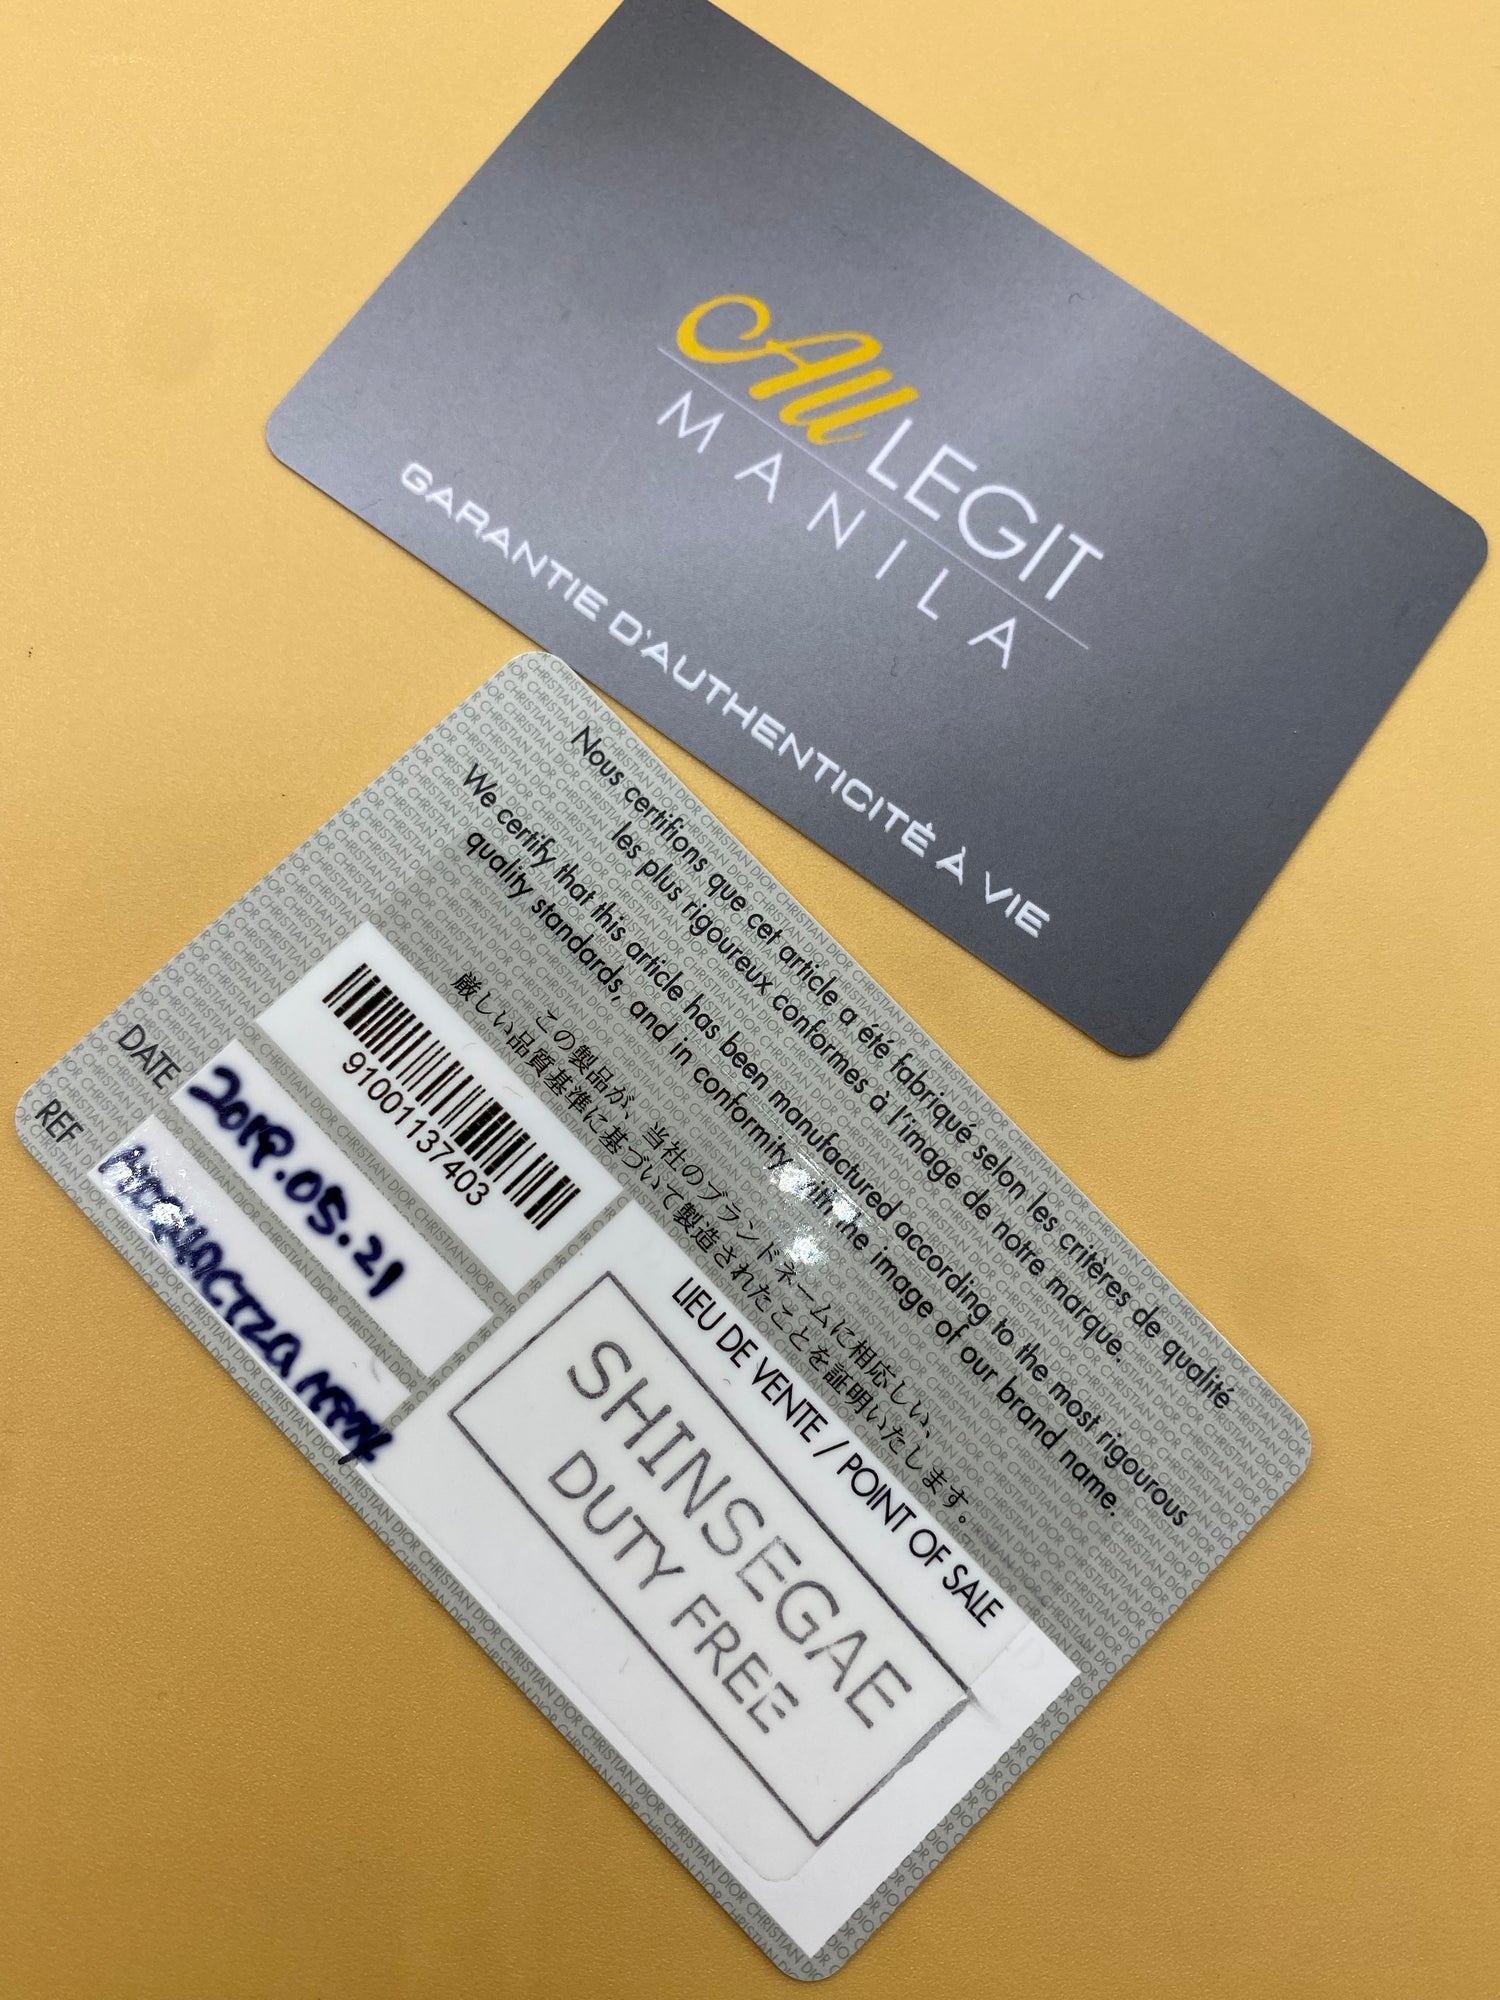 All LEGIT
MANILA
GARANTIE D'AUTHENTICITÉ À VIE
Nous certifions que cet article a été fabriqué selon les critères de qualité
les plus rigoureux conformes à l'image de notre marque.
We certify that this article has been manufactured according to the most rigourous
quality standards, and in conformity with the image of our brand name.
この製品が、当社のブランドネームに相応しい、
厳しい品質基準に基づいて製造されたことを証明いたします。
91001137403
DATE
2019.05.21
REF
LIEU DE VENTE / POINT OF SALE
SHINSEGAE
DUTY FREE
CHRISTIAN DIOR